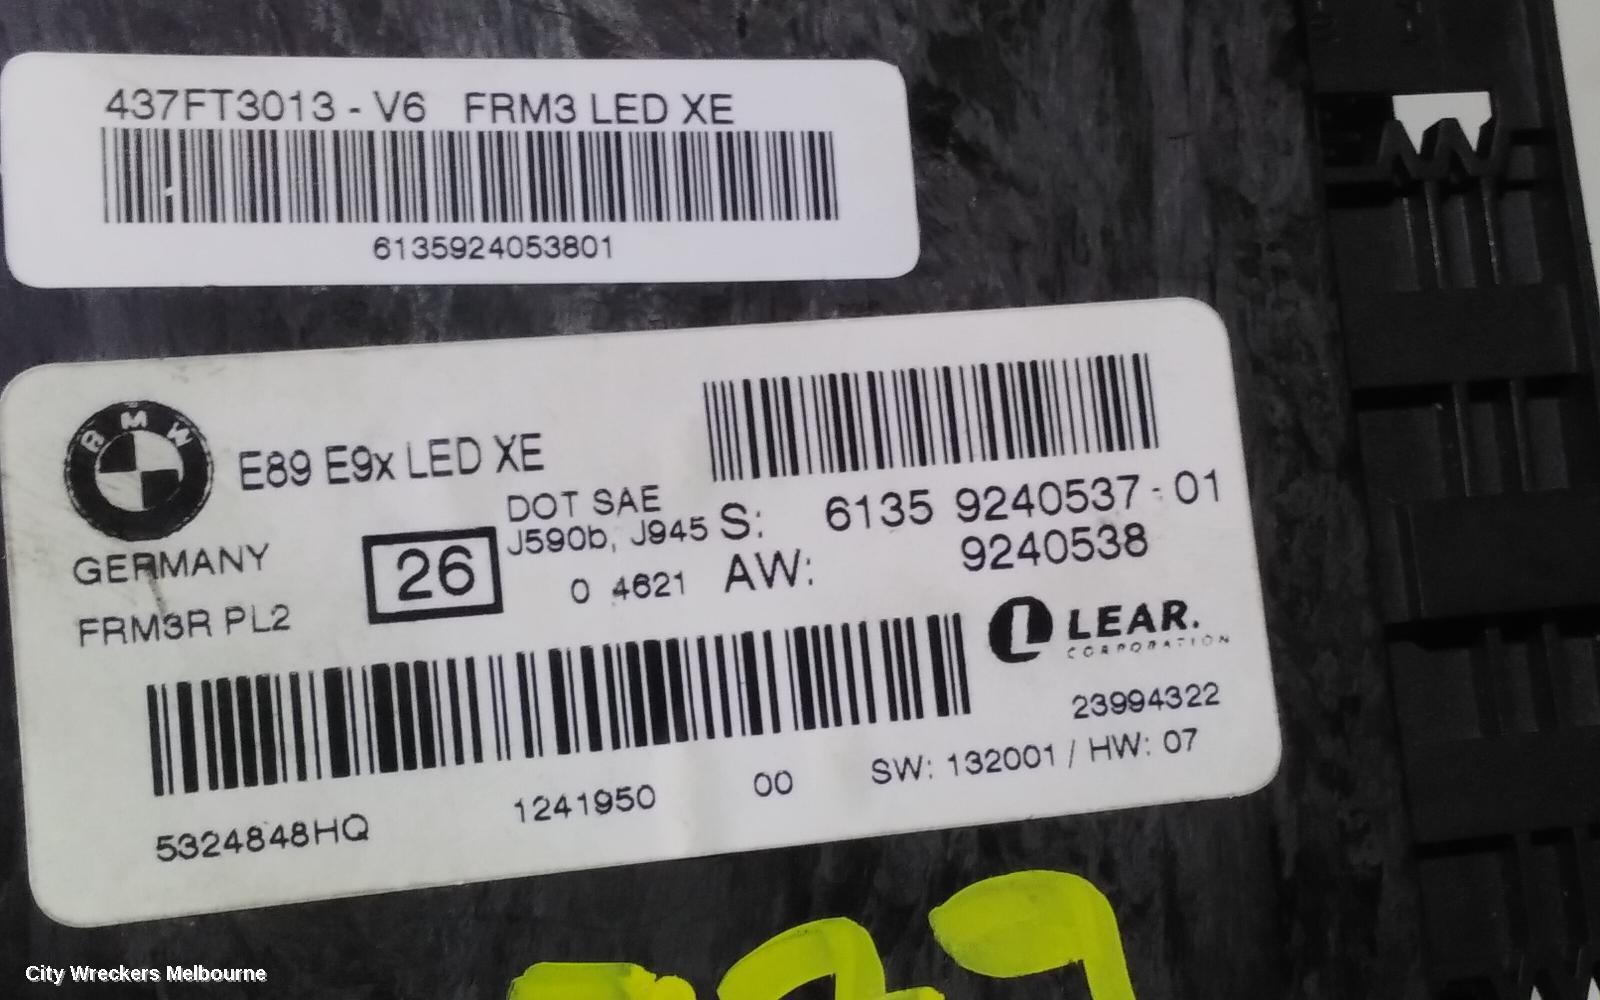 437FT3013 - V6 FRM3 LED XE
6135924053801
BMW
E89 E9x LED XE
DOT SAE
J590b, J945
S: 6135 9240537 - 01
GERMANY
26
0 4621
AW: 9240538
FRM3R PL2
LEAR.
CORPORATION
23994322
5324848HQ 1241950 00 SW: 132001 / HW: 07
City Wreckers Melbourne